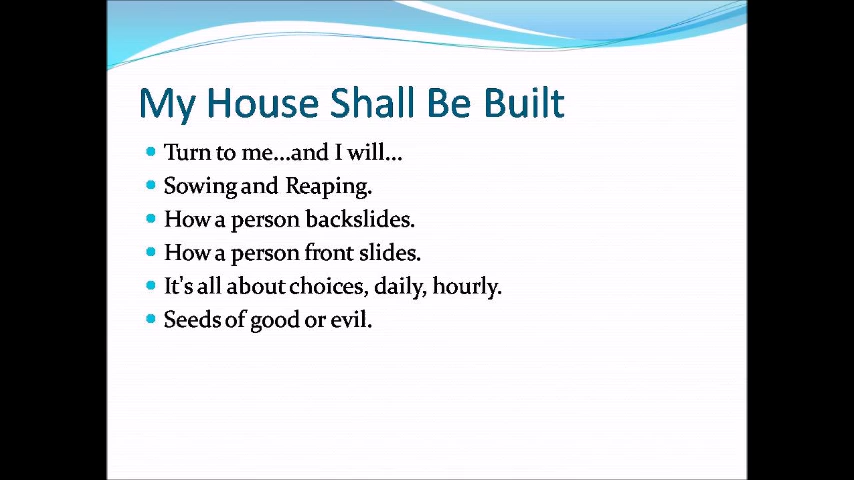 My House Shall Be Built
Turn to me...and I will...
Sowing and Reaping.
How a person backslides.
How a person front slides.
It's all about choices, daily, hourly.
Seeds of good or evil.